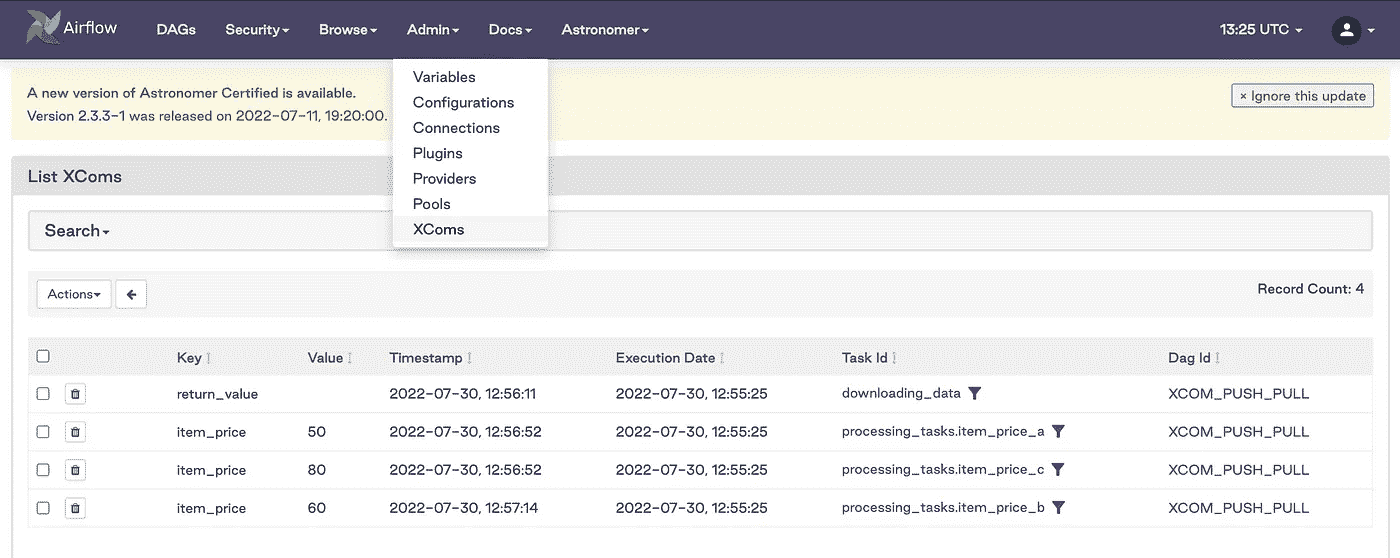 Airflow DAGs Security Browse Admin Docs Astronomer 13:25 UTC
Variables
Configurations
Connections
Plugins
Providers
Pools
XComs
A new version of Astronomer Certified is available.
Version 2.3.3-1 was released on 2022-07-11, 19:20:00.
× Ignore this update
List XComs
Search
Actions
Record Count: 4
Key Value Timestamp Execution Date Task Id Dag Id
return_value 2022-07-30, 12:56:11 2022-07-30, 12:55:25 downloading_data XCOM_PUSH_PULL
item_price 50 2022-07-30, 12:56:52 2022-07-30, 12:55:25 processing_tasks.item_price_a XCOM_PUSH_PULL
item_price 80 2022-07-30, 12:56:52 2022-07-30, 12:55:25 processing_tasks.item_price_c XCOM_PUSH_PULL
item_price 60 2022-07-30, 12:57:14 2022-07-30, 12:55:25 processing_tasks.item_price_b XCOM_PUSH_PULL